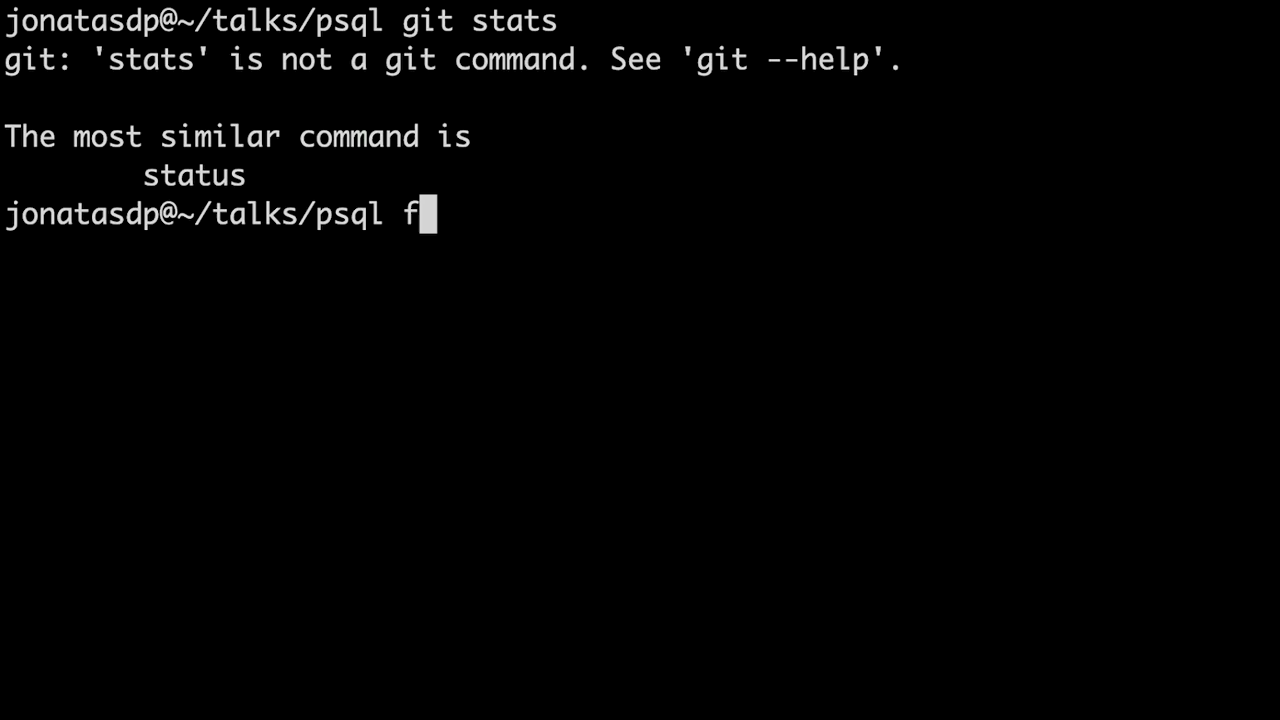 jonatasdp@~/talks/psql git stats
git: 'stats' is not a git command. See 'git --help'.
The most similar command is
status
jonatasdp@~/talks/psql f